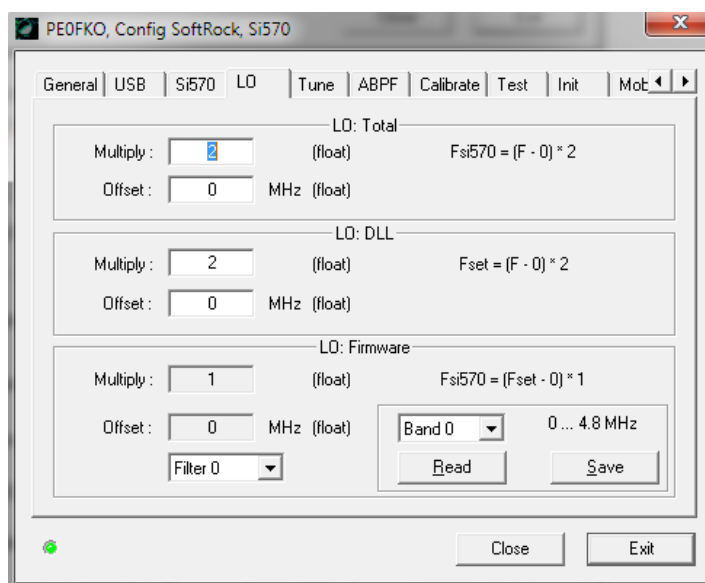 PE0FKO, Config SoftRock, Si570
General USB Si570 LO Tune ABPF Calibrate Test Init
LO: Total
Multiply : 2 (float) Fsi570 = (F - 0) * 2
Offset : 0 MHz (float)
LO: DLL
Multiply : 2 (float) Fset = (F - 0) * 2
Offset : 0 MHz (float)
LO: Firmware
Multiply : 1 (float) Fsi570 = (Fset - 0) * 1
Offset : 0 MHz (float) Band 0 0 ... 4.8 MHz
Filter 0 Read Save
Close Exit